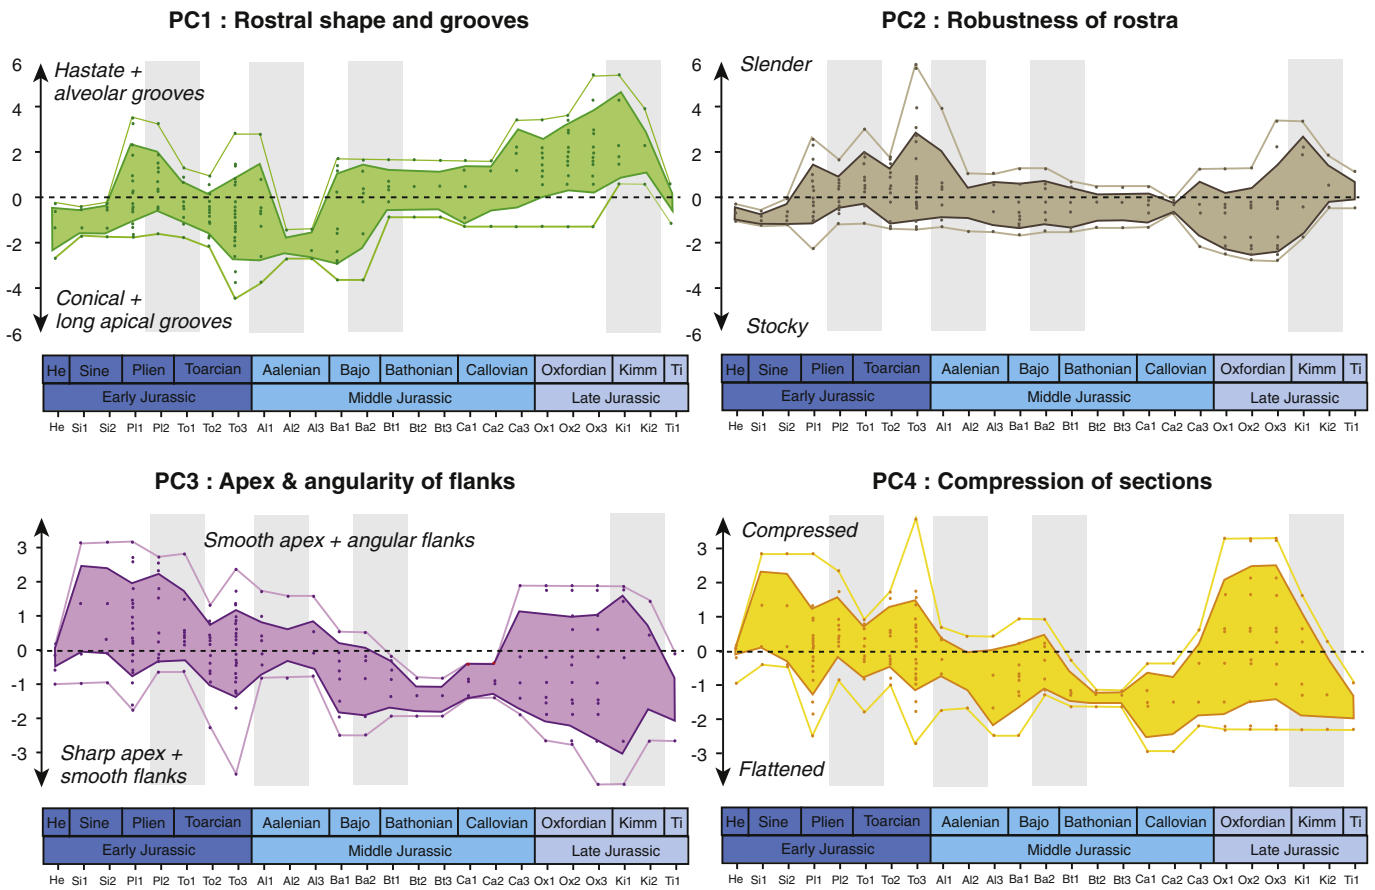 PC1 : Rostral shape and grooves
6
4
2
0
-2
-4
-6
Hastate +
alveolar grooves
Conical +
long apical grooves
He Sine Plien Toarcian Aalenian Bajo Bathonian Callovian Oxfordian Kimm Ti
Early Jurassic Middle Jurassic Late Jurassic
He Si1 Si2 Pl1 Pl2 To1 To2 To3 Al1 Al2 Al3 Ba1 Ba2 Bt1 Bt2 Bt3 Ca1 Ca2 Ca3 Ox1 Ox2 Ox3 Ki1 Ki2 Ti1
PC2 : Robustness of rostra
6
4
2
0
-2
-4
-6
Slender
Stocky
He Sine Plien Toarcian Aalenian Bajo Bathonian Callovian Oxfordian Kimm Ti
Early Jurassic Middle Jurassic Late Jurassic
He Si1 Si2 Pl1 Pl2 To1 To2 To3 Al1 Al2 Al3 Ba1 Ba2 Bt1 Bt2 Bt3 Ca1 Ca2 Ca3 Ox1 Ox2 Ox3 Ki1 Ki2 Ti1
PC3 : Apex & angularity of flanks
3
2
1
0
-1
-2
-3
Smooth apex + angular flanks
Sharp apex +
smooth flanks
He Sine Plien Toarcian Aalenian Bajo Bathonian Callovian Oxfordian Kimm Ti
Early Jurassic Middle Jurassic Late Jurassic
He Si1 Si2 Pl1 Pl2 To1 To2 To3 Al1 Al2 Al3 Ba1 Ba2 Bt1 Bt2 Bt3 Ca1 Ca2 Ca3 Ox1 Ox2 Ox3 Ki1 Ki2 Ti1
PC4 : Compression of sections
3
2
1
0
-1
-2
-3
Compressed
Flattened
He Sine Plien Toarcian Aalenian Bajo Bathonian Callovian Oxfordian Kimm Ti
Early Jurassic Middle Jurassic Late Jurassic
He Si1 Si2 Pl1 Pl2 To1 To2 To3 Al1 Al2 Al3 Ba1 Ba2 Bt1 Bt2 Bt3 Ca1 Ca2 Ca3 Ox1 Ox2 Ox3 Ki1 Ki2 Ti1